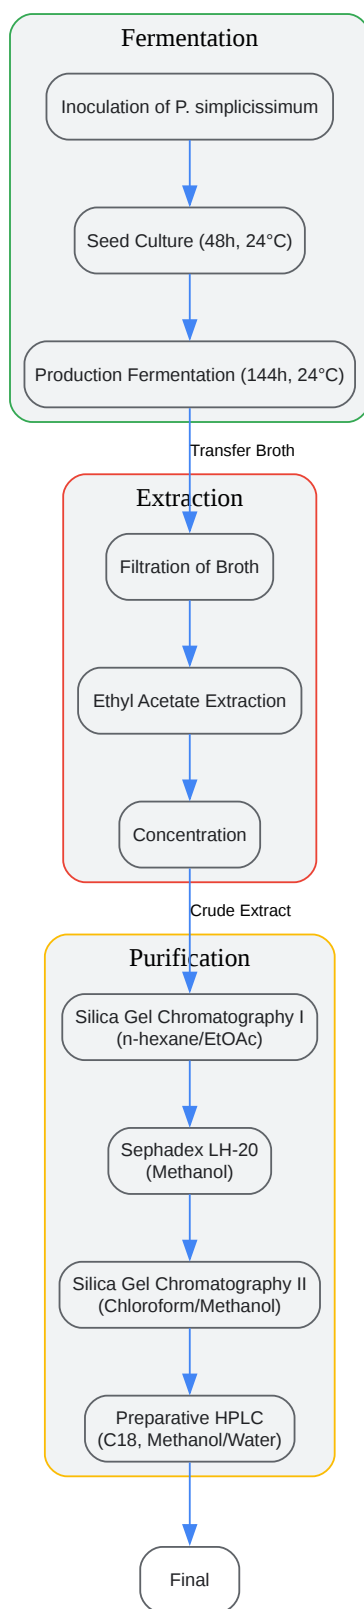 Fermentation
Inoculation of P. simplicissimum
Seed Culture (48h, 24°C)
Production Fermentation (144h, 24°C)
Transfer Broth
Extraction
Filtration of Broth
Ethyl Acetate Extraction
Concentration
Crude Extract
Purification
Silica Gel Chromatography I
(n-hexane/EtOAc)
Sephadex LH-20
(Methanol)
Silica Gel Chromatography II
(Chloroform/Methanol)
Preparative HPLC
(C18, Methanol/Water)
Final